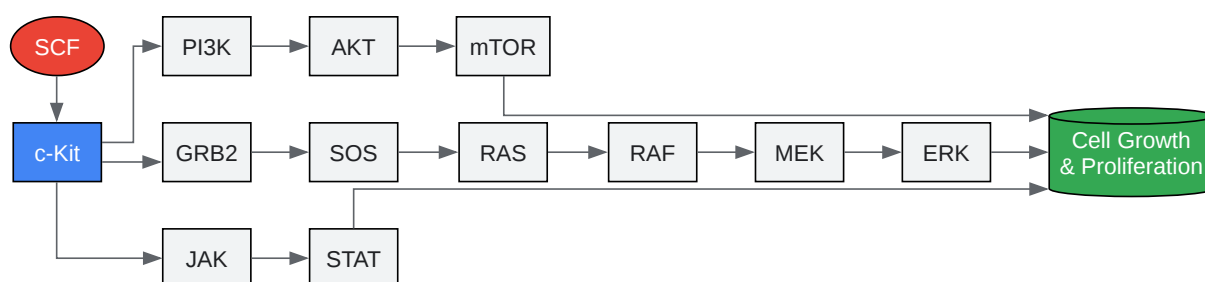 SCF
PI3K
AKT
mTOR
c-Kit
GRB2
SOS
RAS
RAF
MEK
ERK
Cell Growth
& Proliferation
JAK
STAT